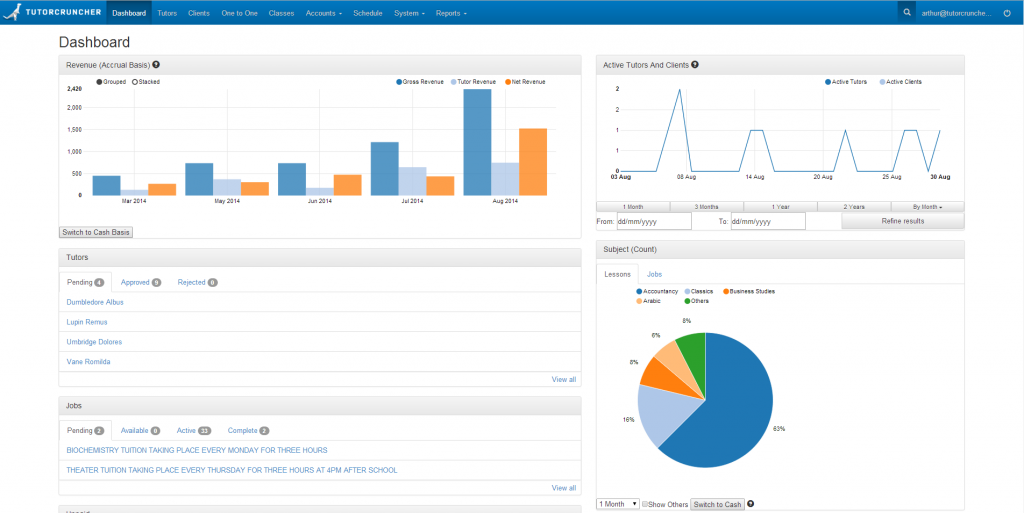 TUTORCRUNCHER Dashboard Tutors Clients One to One Classes Accounts Schedule System Reports arthur@tutorcrunche...
Dashboard
Revenue (Accrual Basis) ?
Grouped Stacked Gross Revenue Tutor Revenue Net Revenue
2,420
2,000
1,500
1,000
500
0
Mar 2014 May 2014 Jun 2014 Jul 2014 Aug 2014
Switch to Cash Basis
Tutors
Pending 4 Approved 9 Rejected 0
Dumbledore Albus
Lupin Remus
Umbridge Dolores
Vane Romilda
View all
Jobs
Pending 2 Available 0 Active 33 Complete 2
BIOCHEMISTRY TUITION TAKING PLACE EVERY MONDAY FOR THREE HOURS
THEATER TUITION TAKING PLACE EVERY THURSDAY FOR THREE HOURS AT 4PM AFTER SCHOOL
View all
Active Tutors And Clients ?
Active Tutors Active Clients
2
2
1
1
0
03 Aug 08 Aug 14 Aug 20 Aug 25 Aug 30 Aug
1 Month 3 Months 1 Year 2 Years By Month
From: dd/mm/yyyy To: dd/mm/yyyy Refine results
Subject (Count)
Lessons Jobs
Accountancy Classics Business Studies
Arabic Others
8%
6%
8%
16%
63%
1 Month Show Others Switch to Cash ?